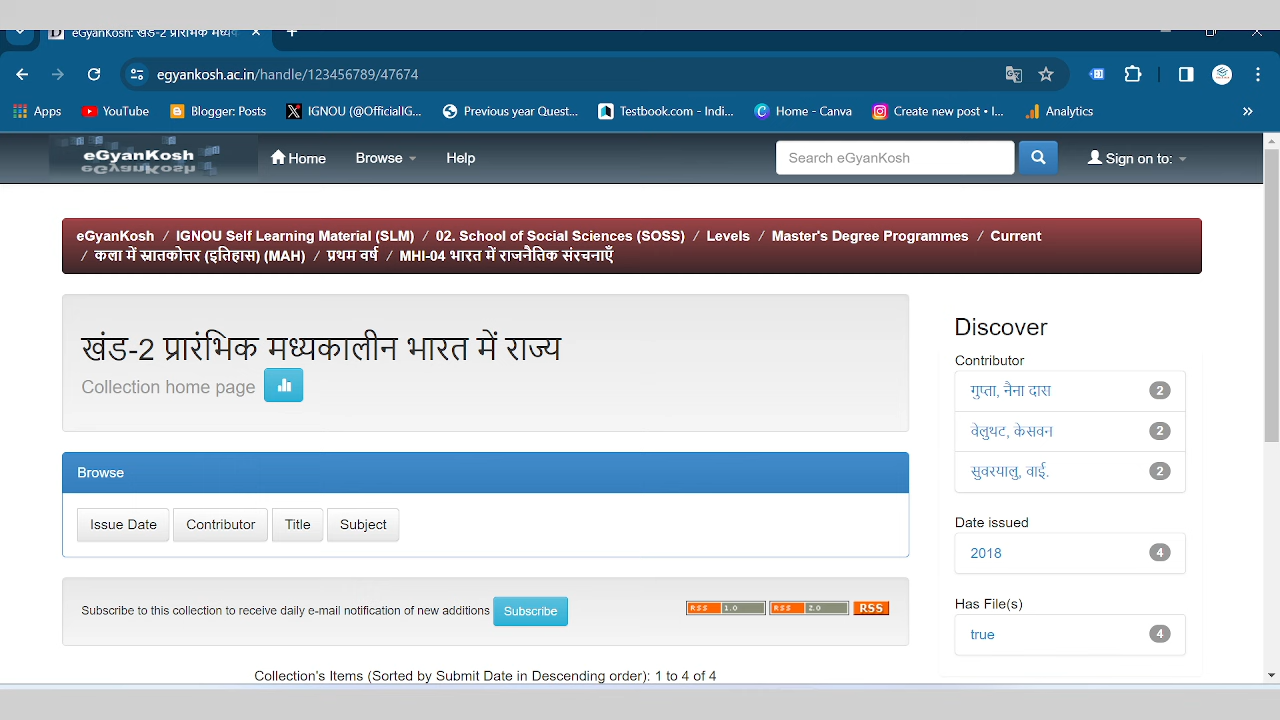 eGyanKosh: खंड-2 प्रारंभिक मध्यक
egyankosh.ac.in/handle/123456789/47674
Apps YouTube Blogger: Posts IGNOU (@OfficialIG... Previous year Quest... Testbook.com - Indi... Home - Canva Create new post • I... Analytics »
eGyanKosh Home Browse Help Search eGyanKosh Sign on to:
eGyanKosh / IGNOU Self Learning Material (SLM) / 02. School of Social Sciences (SOSS) / Levels / Master's Degree Programmes / Current
/ कला में स्नातकोत्तर (इतिहास) (MAH) / प्रथम वर्ष / MHI-04 भारत में राजनैतिक संरचनाएँ
खंड-2 प्रारंभिक मध्यकालीन भारत में राज्य
Collection home page
Browse
Issue Date Contributor Title Subject
Subscribe to this collection to receive daily e-mail notification of new additions Subscribe RSS 1.0 RSS 2.0 RSS
Collection's Items (Sorted by Submit Date in Descending order): 1 to 4 of 4
Discover
Contributor
गुप्ता, नैना दास 2
वेलुथट, केसवन 2
सुवरयालु, वाई. 2
Date issued
2018 4
Has File(s)
true 4